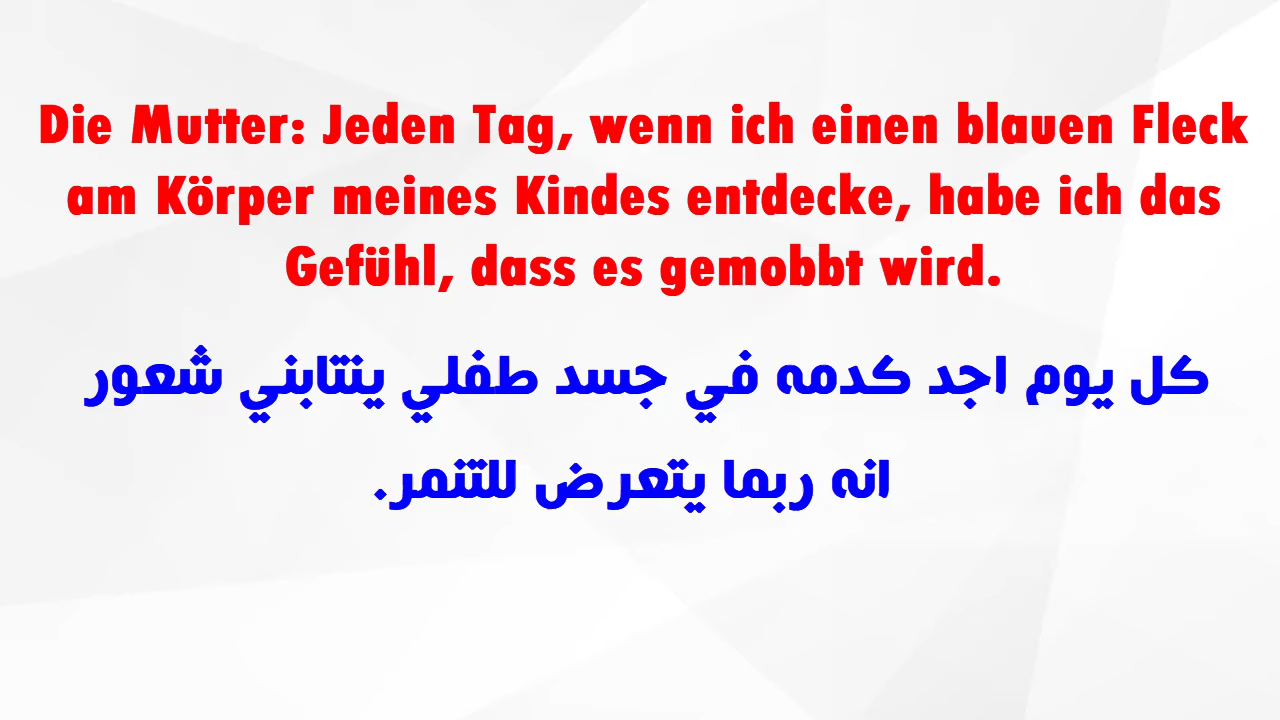 Die Mutter: Jeden Tag, wenn ich einen blauen Fleck
am Körper meines Kindes entdecke, habe ich das
Gefühl, dass es gemobbt wird.
كل يوم اجد كدمه في جسد طفلي ينتابني شعور
انه ربما يتعرض للتنمر.